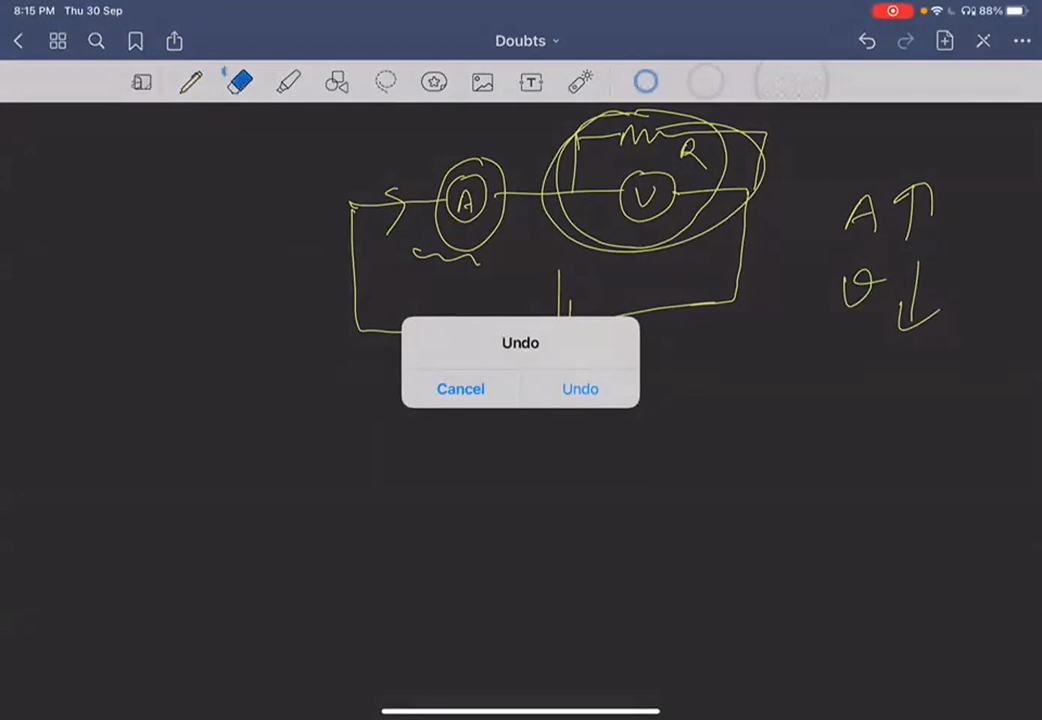 8:15 PM Thu 30 Sep
88%
Doubts
T
R
A
V
A ↑
V ↓
Undo
Cancel
Undo